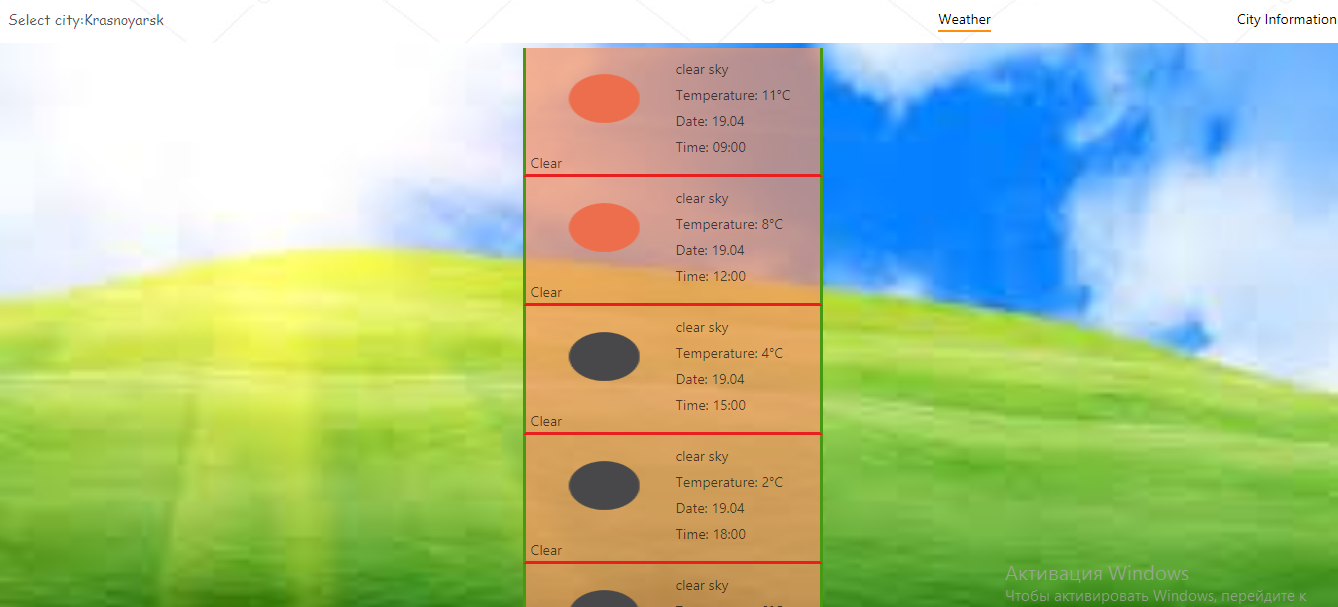 Select city:Krasnoyarsk
Weather
City Information
clear sky
Temperature: 11°C
Date: 19.04
Time: 09:00
Clear
clear sky
Temperature: 8°C
Date: 19.04
Time: 12:00
Clear
clear sky
Temperature: 4°C
Date: 19.04
Time: 15:00
Clear
clear sky
Temperature: 2°C
Date: 19.04
Time: 18:00
Clear
clear sky
Активация Windows
Чтобы активировать Windows, перейдите к